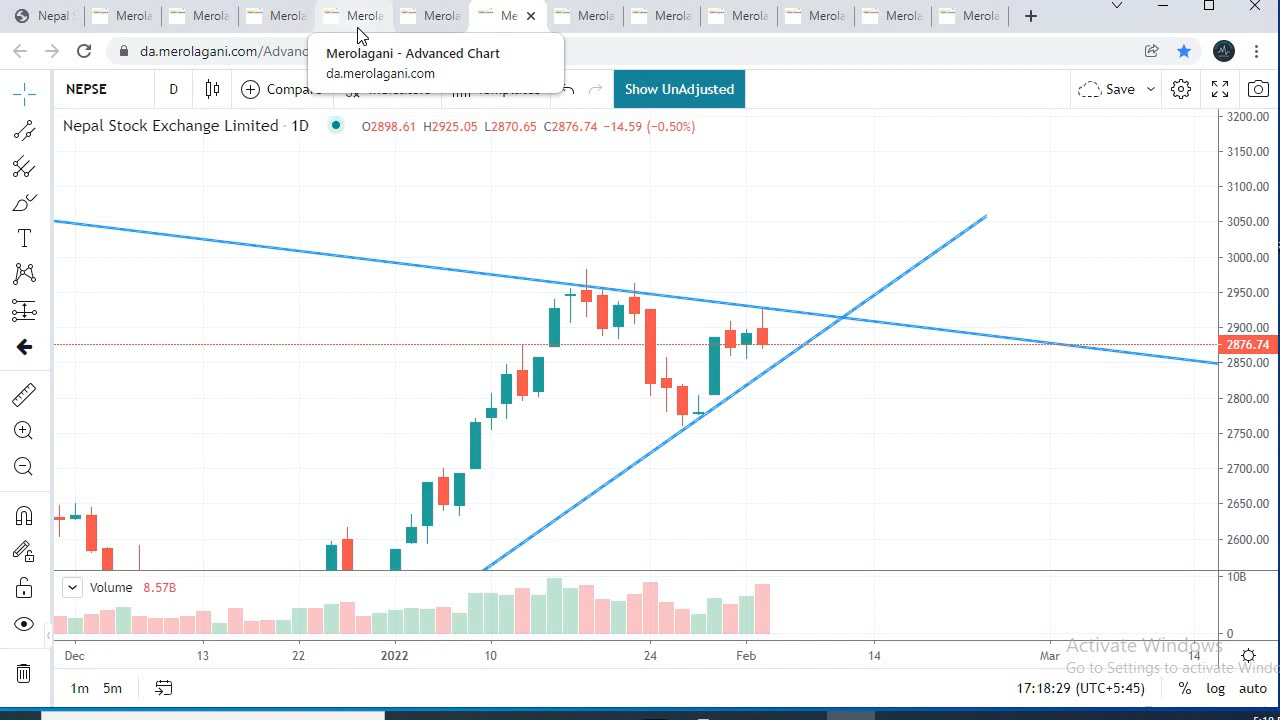 Nepal Merola Merola Merola Merola Merola Me Merola Merola Merola Merola Merola Merola
da.merolagani.com/Advanc
Merolagani - Advanced Chart
da.merolagani.com
NEPSE D Compar Show UnAdjusted Save
Nepal Stock Exchange Limited · 1D O2898.61 H2925.05 L2870.65 C2876.74 −14.59 (−0.50%)
3200.00
3150.00
3100.00
3050.00
3000.00
2950.00
2900.00
2876.74
2850.00
2800.00
2750.00
2700.00
2650.00
2600.00
Volume 8.57B
10B
0
Dec 13 22 2022 10 24 Feb 14 Mar 14
Activate Windows
Go to Settings to activate Windo
1m 5m 17:18:29 (UTC+5:45) % log auto